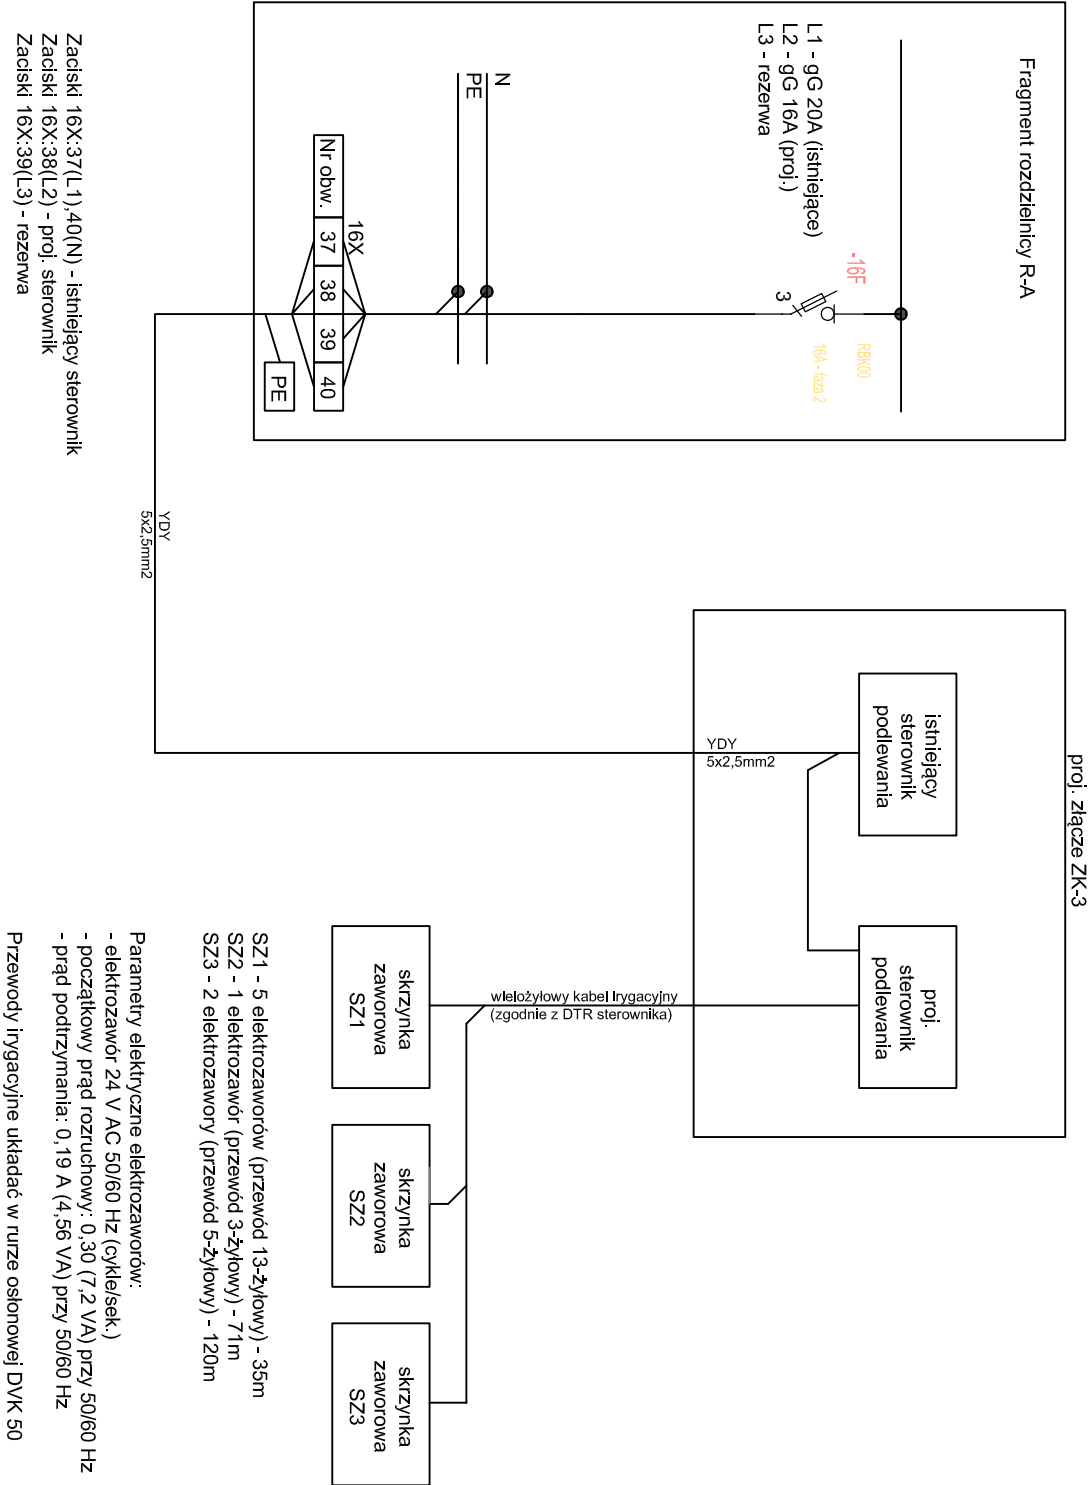 Fragment rozdzielnicy R-A
L1 - gG 20A (istniejące)
L2 - gG 16A (proj.)
L3 - rezerwa
-16F
RBK00
16A - faza 2
3
N
PE
16X
Nr obw.
37
38
39
40
PE
Zaciski 16X:37(L1),40(N) - istniejący sterownik
Zaciski 16X:38(L2) - proj. sterownik
Zaciski 16X:39(L3) - rezerwa
YDY
5x2,5mm2
proj. złącze ZK-3
istniejący
sterownik
podlewania
YDY
5x2,5mm2
proj.
sterownik
podlewania
wielożyłowy kabel irygacyjny
(zgodnie z DTR sterownika)
skrzynka
zaworowa
SZ1
skrzynka
zaworowa
SZ2
skrzynka
zaworowa
SZ3
SZ1 - 5 elektrozaworów (przewód 13-żyłowy) - 35m
SZ2 - 1 elektrozawór (przewód 3-żyłowy) - 71m
SZ3 - 2 elektrozawory (przewód 5-żyłowy) - 120m
Parametry elektryczne elektrozaworów:
- elektrozawór 24 V AC 50/60 Hz (cykle/sek.)
- początkowy prąd rozruchowy: 0,30 (7,2 VA) przy 50/60 Hz
- prąd podtrzymania: 0,19 A (4,56 VA) przy 50/60 Hz
Przewody irygacyjne układać w rurze osłonowej DVK 50